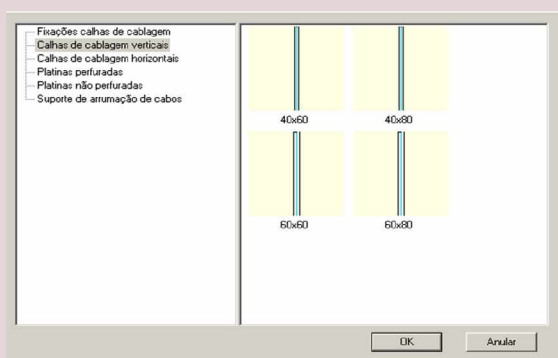 Fixações calhas de cablagem
Calhas de cablagem verticais
Calhas de cablagem horizontais
Platinas perfuradas
Platinas não perfuradas
Suporte de arrumação de cabos
40x60
40x80
60x60
60x80
OK
Anular